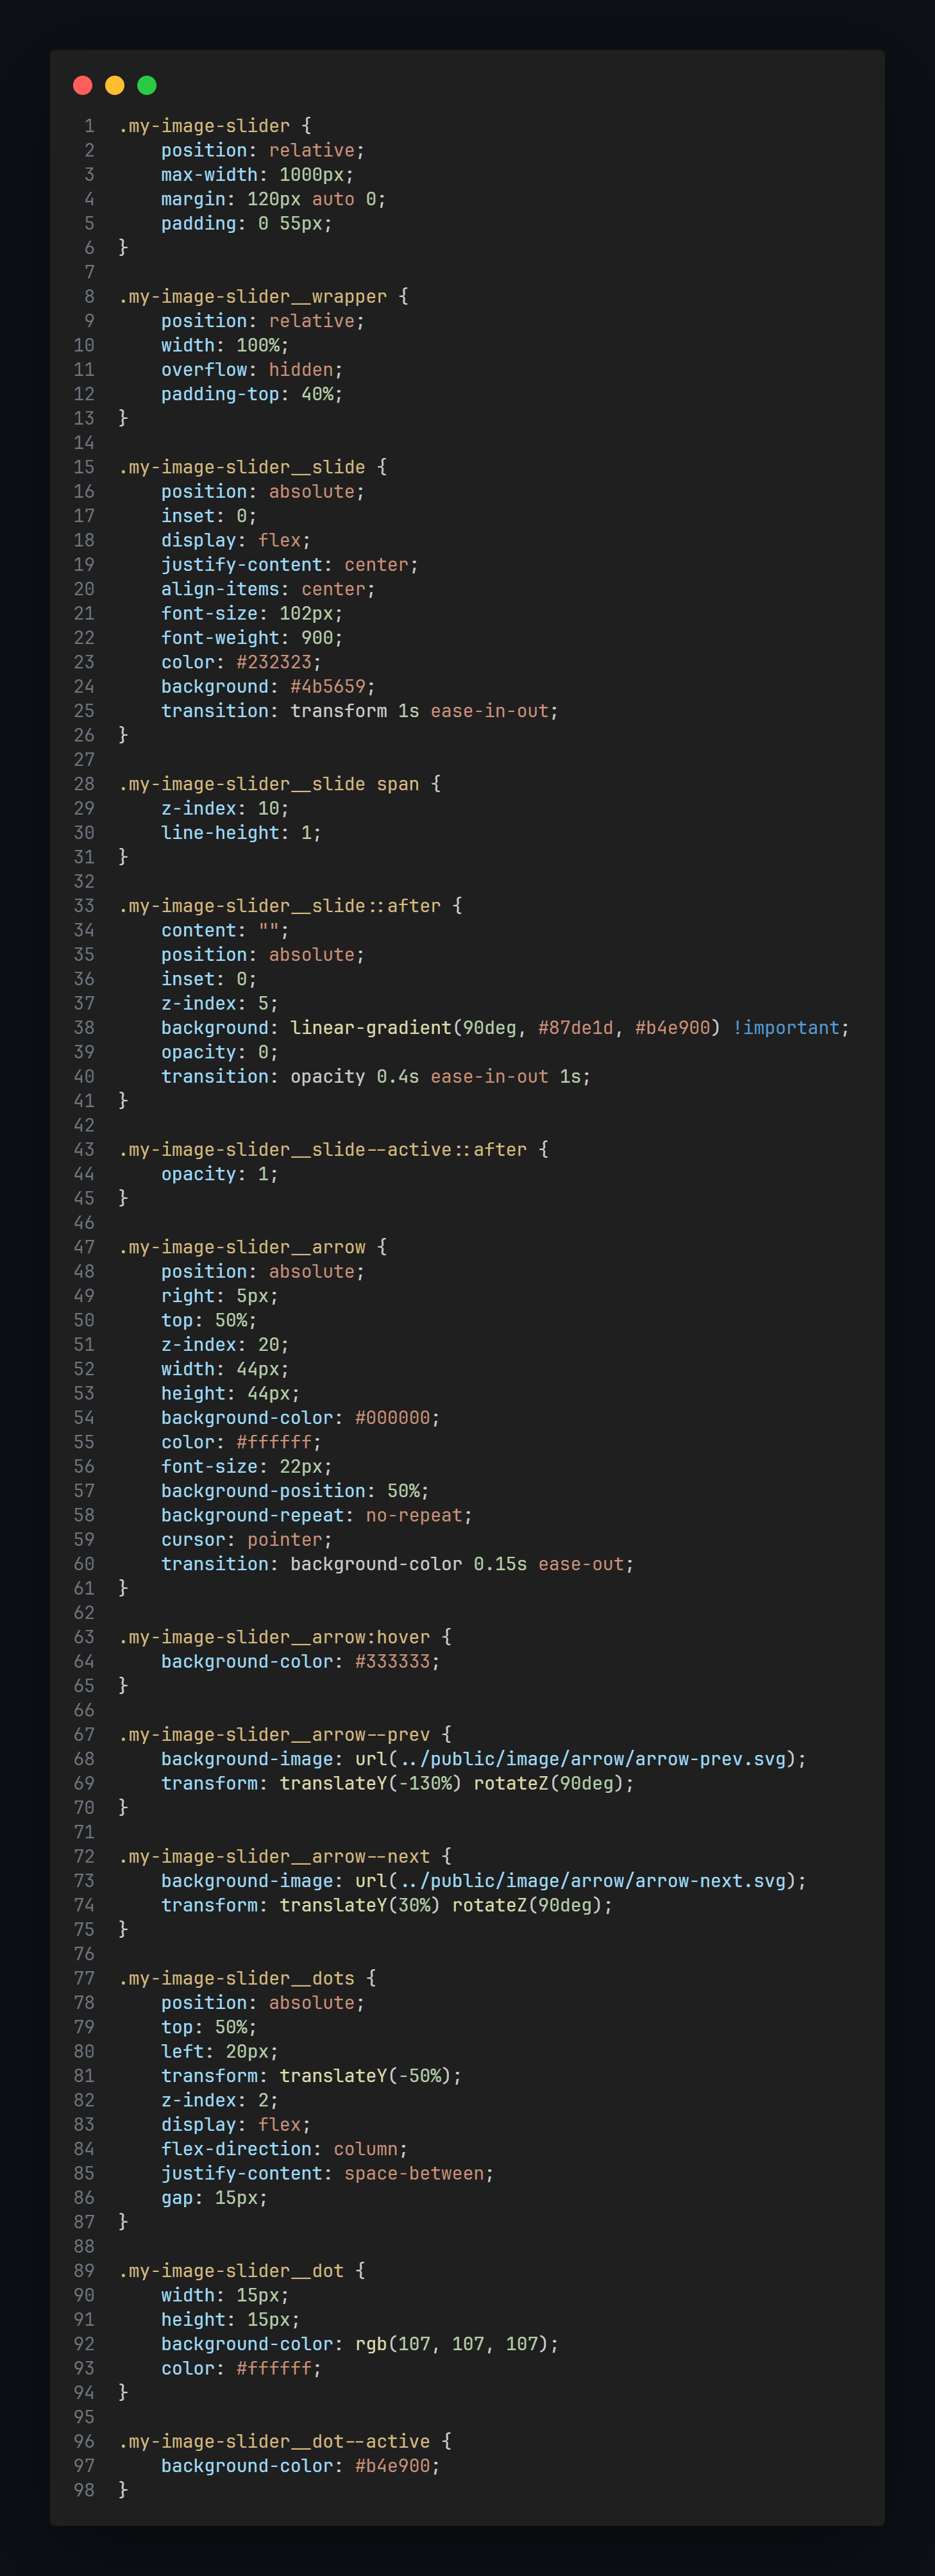 1 .my-image-slider {
2     position: relative;
3     max-width: 1000px;
4     margin: 120px auto 0;
5     padding: 0 55px;
6 }
7
8 .my-image-slider__wrapper {
9     position: relative;
10     width: 100%;
11     overflow: hidden;
12     padding-top: 40%;
13 }
14
15 .my-image-slider__slide {
16     position: absolute;
17     inset: 0;
18     display: flex;
19     justify-content: center;
20     align-items: center;
21     font-size: 102px;
22     font-weight: 900;
23     color: #232323;
24     background: #4b5659;
25     transition: transform 1s ease-in-out;
26 }
27
28 .my-image-slider__slide span {
29     z-index: 10;
30     line-height: 1;
31 }
32
33 .my-image-slider__slide::after {
34     content: "";
35     position: absolute;
36     inset: 0;
37     z-index: 5;
38     background: linear-gradient(90deg, #87de1d, #b4e900) !important;
39     opacity: 0;
40     transition: opacity 0.4s ease-in-out 1s;
41 }
42
43 .my-image-slider__slide--active::after {
44     opacity: 1;
45 }
46
47 .my-image-slider__arrow {
48     position: absolute;
49     right: 5px;
50     top: 50%;
51     z-index: 20;
52     width: 44px;
53     height: 44px;
54     background-color: #000000;
55     color: #ffffff;
56     font-size: 22px;
57     background-position: 50%;
58     background-repeat: no-repeat;
59     cursor: pointer;
60     transition: background-color 0.15s ease-out;
61 }
62
63 .my-image-slider__arrow:hover {
64     background-color: #333333;
65 }
66
67 .my-image-slider__arrow--prev {
68     background-image: url(../public/image/arrow/arrow-prev.svg);
69     transform: translateY(-130%) rotateZ(90deg);
70 }
71
72 .my-image-slider__arrow--next {
73     background-image: url(../public/image/arrow/arrow-next.svg);
74     transform: translateY(30%) rotateZ(90deg);
75 }
76
77 .my-image-slider__dots {
78     position: absolute;
79     top: 50%;
80     left: 20px;
81     transform: translateY(-50%);
82     z-index: 2;
83     display: flex;
84     flex-direction: column;
85     justify-content: space-between;
86     gap: 15px;
87 }
88
89 .my-image-slider__dot {
90     width: 15px;
91     height: 15px;
92     background-color: rgb(107, 107, 107);
93     color: #ffffff;
94 }
95
96 .my-image-slider__dot--active {
97     background-color: #b4e900;
98 }